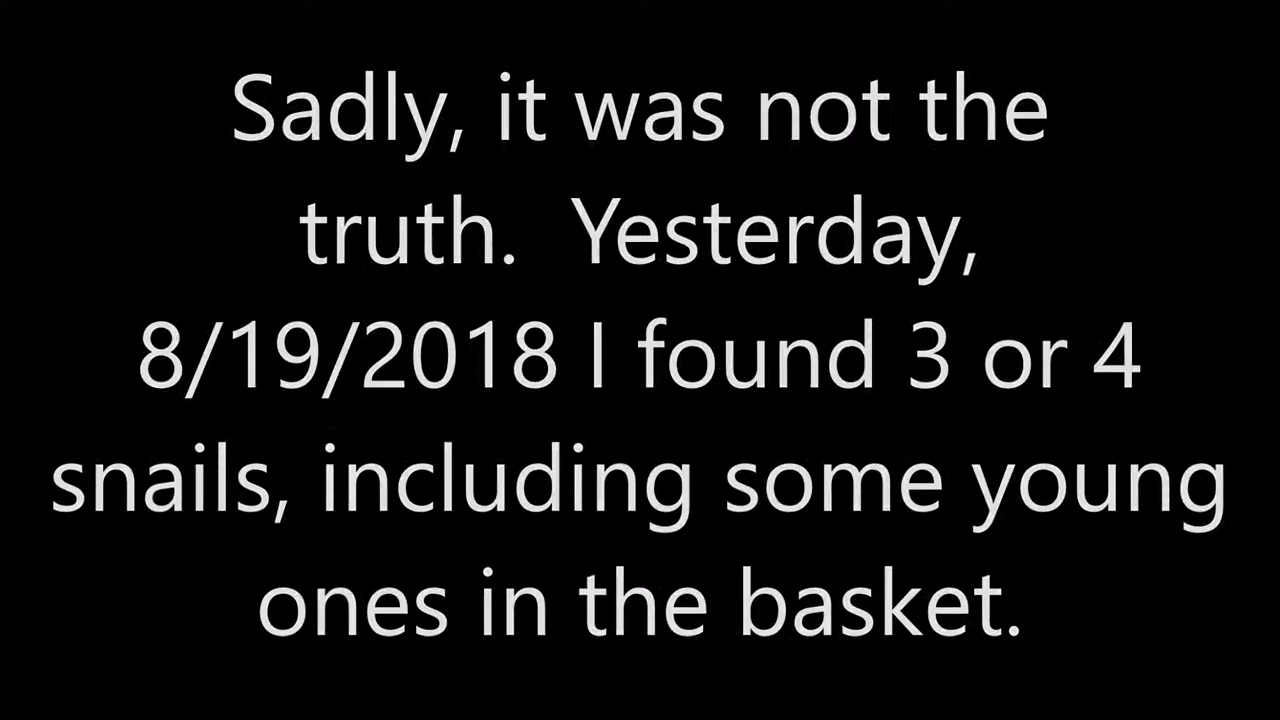 Sadly, it was not the
truth.  Yesterday,
8/19/2018 I found 3 or 4
snails, including some young
ones in the basket.